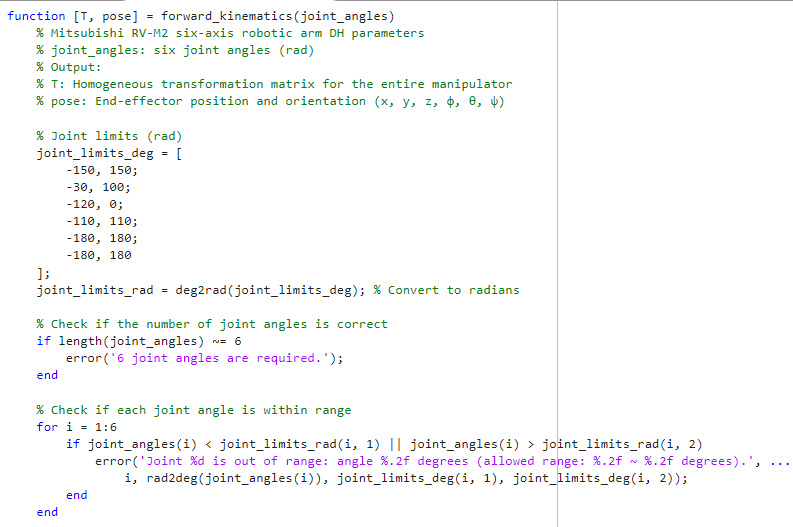 function [T, pose] = forward_kinematics(joint_angles)
% Mitsubishi RV-M2 six-axis robotic arm DH parameters
% joint_angles: six joint angles (rad)
% Output:
% T: Homogeneous transformation matrix for the entire manipulator
% pose: End-effector position and orientation (x, y, z, ϕ, θ, ψ)
% Joint limits (rad)
joint_limits_deg = [
-150, 150;
-30, 100;
-120, 0;
-110, 110;
-180, 180;
-180, 180
];
joint_limits_rad = deg2rad(joint_limits_deg); % Convert to radians
% Check if the number of joint angles is correct
if length(joint_angles) ~= 6
error('6 joint angles are required.');
end
% Check if each joint angle is within range
for i = 1:6
if joint_angles(i) < joint_limits_rad(i, 1) || joint_angles(i) > joint_limits_rad(i, 2)
error('Joint %d is out of range: angle %.2f degrees (allowed range: %.2f ~ %.2f degrees).', ...
i, rad2deg(joint_angles(i)), joint_limits_deg(i, 1), joint_limits_deg(i, 2));
end
end